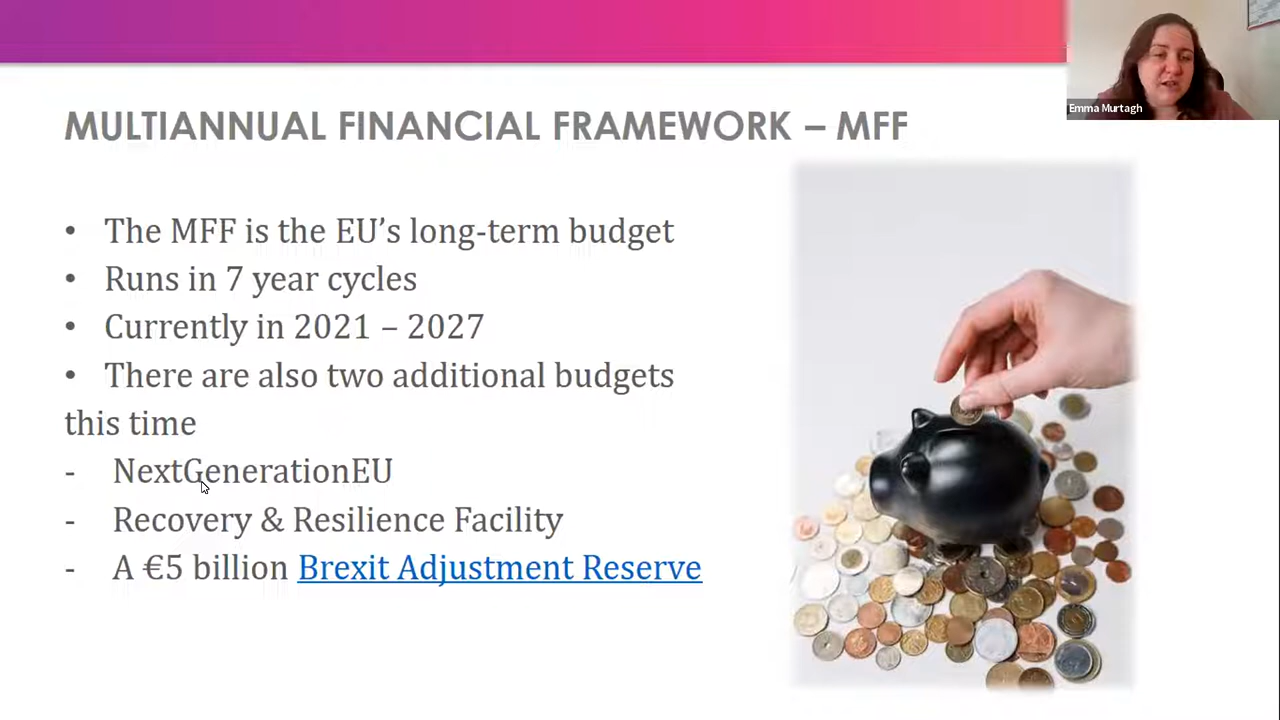 Emma Murtagh
MULTIANNUAL FINANCIAL FRAMEWORK – MFF
• The MFF is the EU’s long-term budget
• Runs in 7 year cycles
• Currently in 2021 – 2027
• There are also two additional budgets
this time
- NextGenerationEU
- Recovery & Resilience Facility
- A €5 billion Brexit Adjustment Reserve